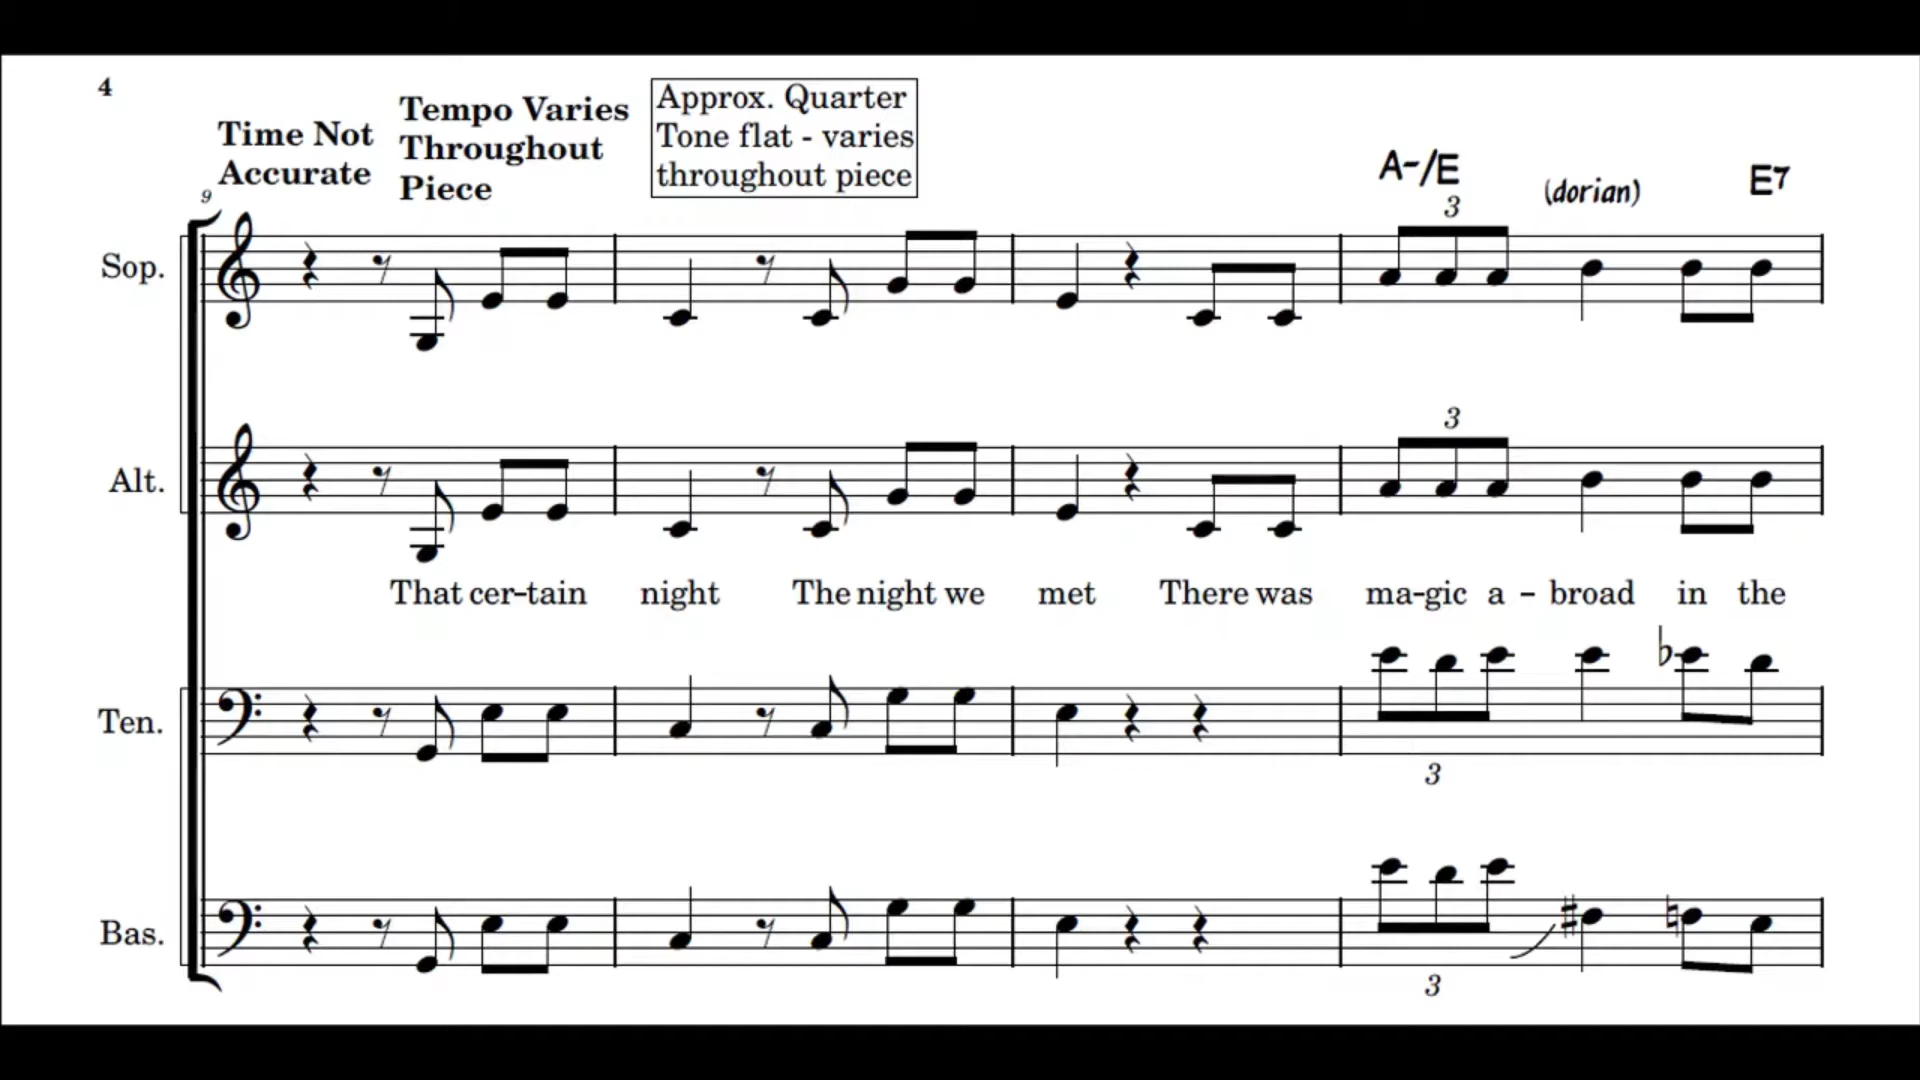 4
Time Not
Accurate
Tempo Varies
Throughout
Piece
Approx. Quarter
Tone flat - varies
throughout piece
A-/E
(dorian)
E7
9
3
Sop.
3
Alt.
That cer-tain night The night we met There was ma-gic a - broad in the
Ten.
3
Bas.
3